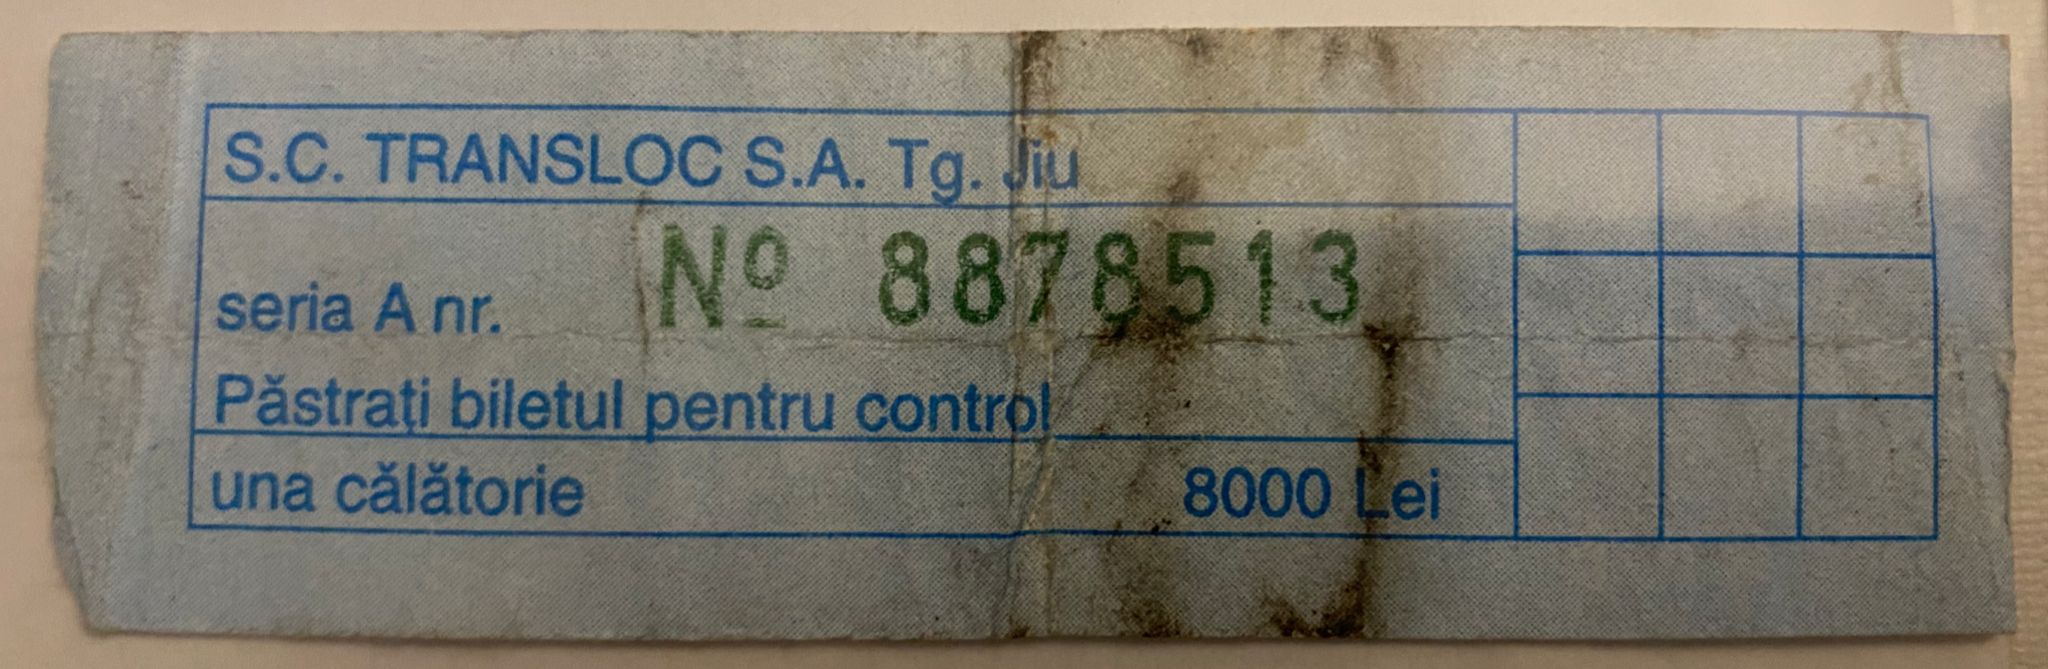 S.C. TRANSLOC S.A. Tg. Jiu
seria A nr. Nº 8878513
Păstrați biletul pentru control
una călătorie 8000 Lei